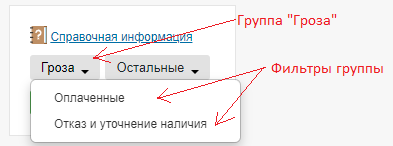 Группа "Гроза"
Справочная информация
Гроза Остальные
Фильтры группы
Оплаченные
Отказ и уточнение наличия